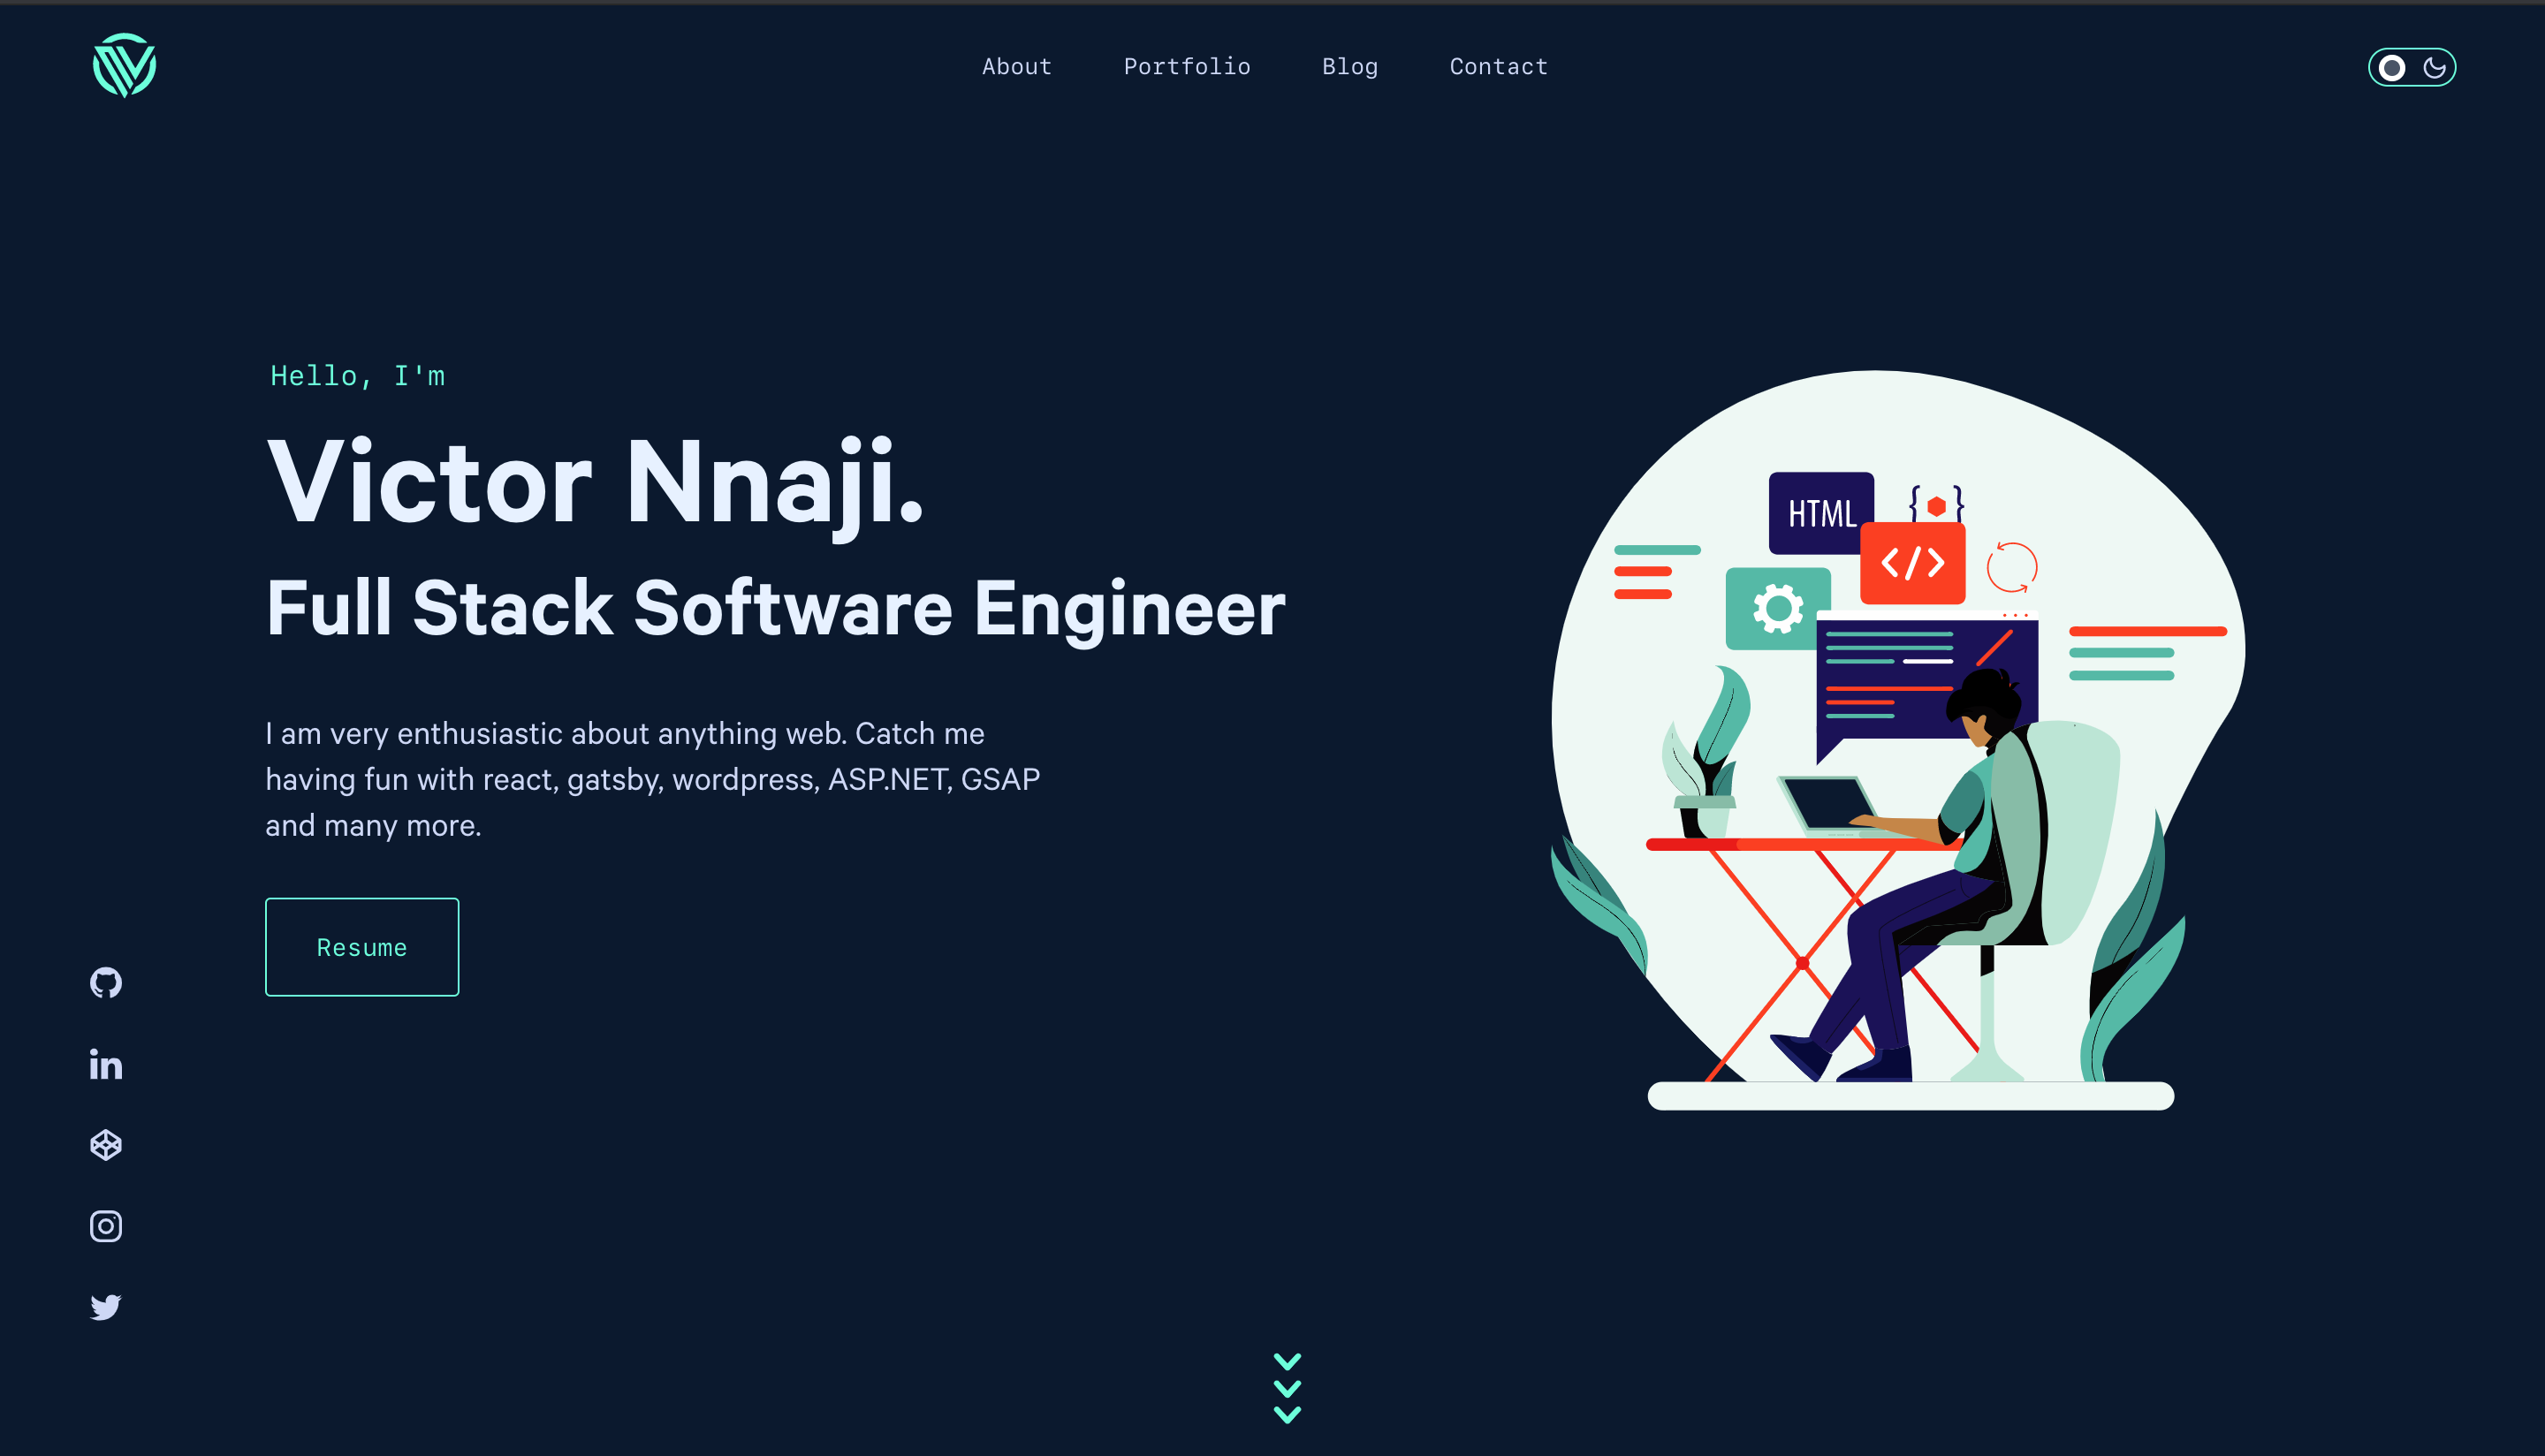 About
Portfolio
Blog
Contact
Hello, I'm
Victor Nnaji.
Full Stack Software Engineer
I am very enthusiastic about anything web. Catch me
having fun with react, gatsby, wordpress, ASP.NET, GSAP
and many more.
Resume
HTML